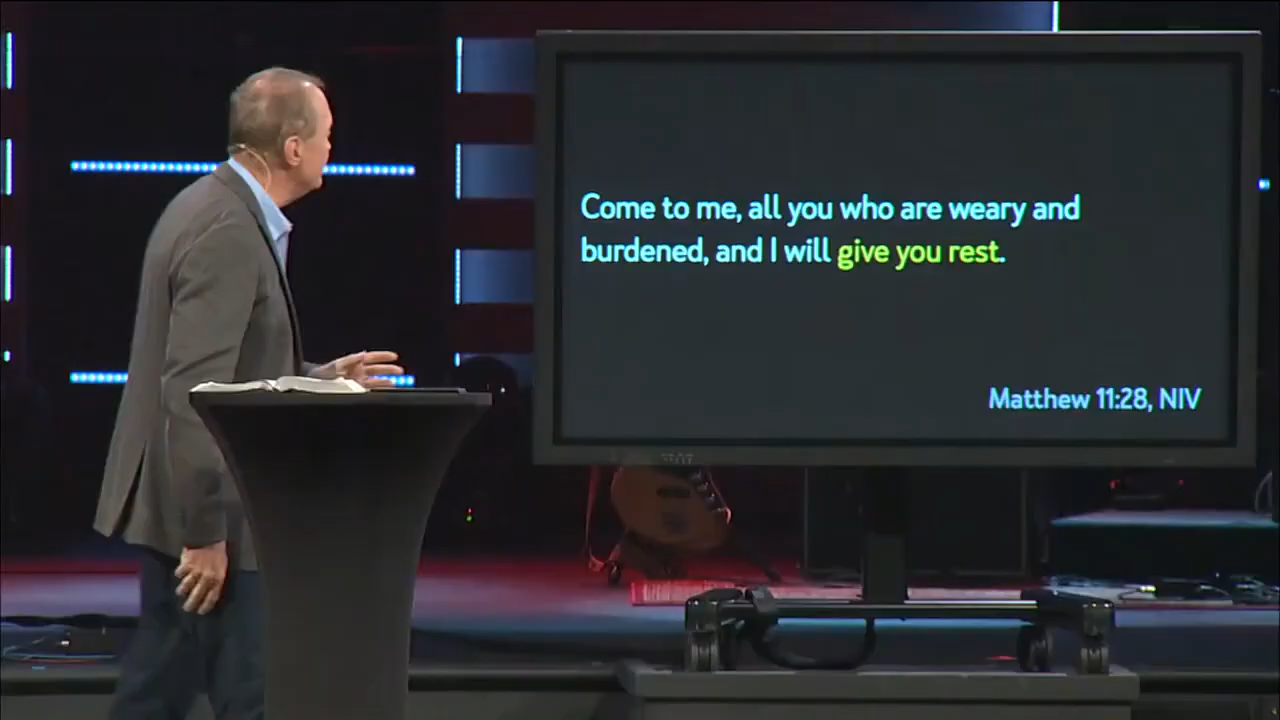 Come to me, all you who are weary and
burdened, and I will give you rest.
Matthew 11:28, NIV